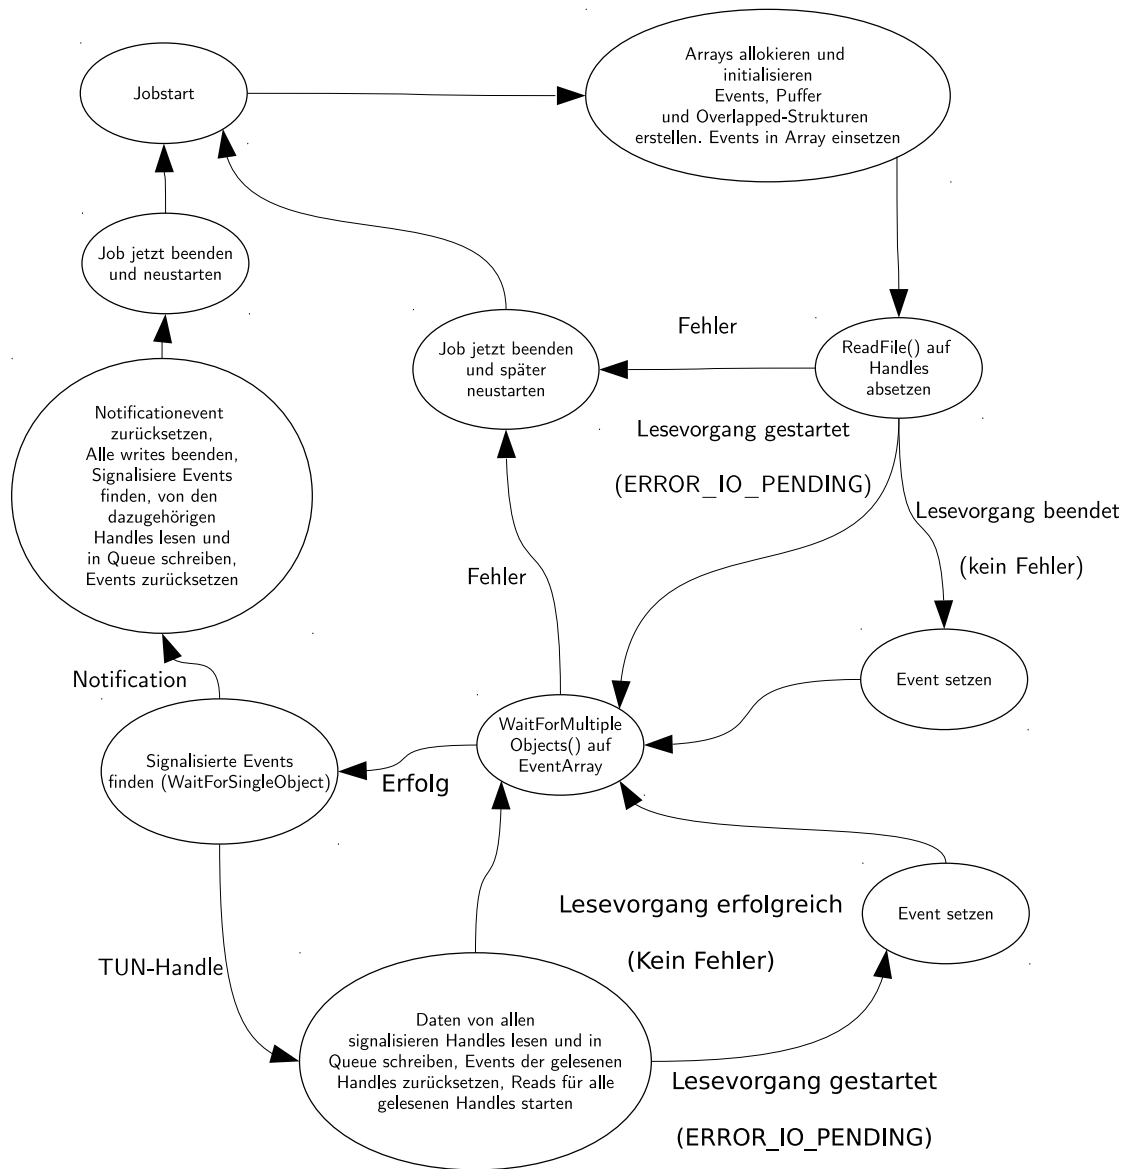 Jobstart
Arrays allokieren und
initialisieren
Events, Puffer
und Overlapped-Strukturen
erstellen. Events in Array einsetzen
Job jetzt beenden
und neustarten
Fehler
Job jetzt beenden
und später
neustarten
ReadFile() auf
Handles
absetzen
Notificationevent
zurücksetzen,
Alle writes beenden,
Signalisiere Events
finden, von den
dazugehörigen
Handles lesen und
in Queue schreiben,
Events zurücksetzen
Lesevorgang gestartet
(ERROR_IO_PENDING)
Lesevorgang beendet
(kein Fehler)
Fehler
Notification
Event setzen
WaitForMultiple
Objects() auf
EventArray
Signalisierte Events
finden (WaitForSingleObject)
Erfolg
Lesevorgang erfolgreich
(Kein Fehler)
Event setzen
TUN-Handle
Daten von allen
signalisieren Handles lesen und in
Queue schreiben, Events der gelesenen
Handles zurücksetzen, Reads für alle
gelesenen Handles starten
Lesevorgang gestartet
(ERROR_IO_PENDING)